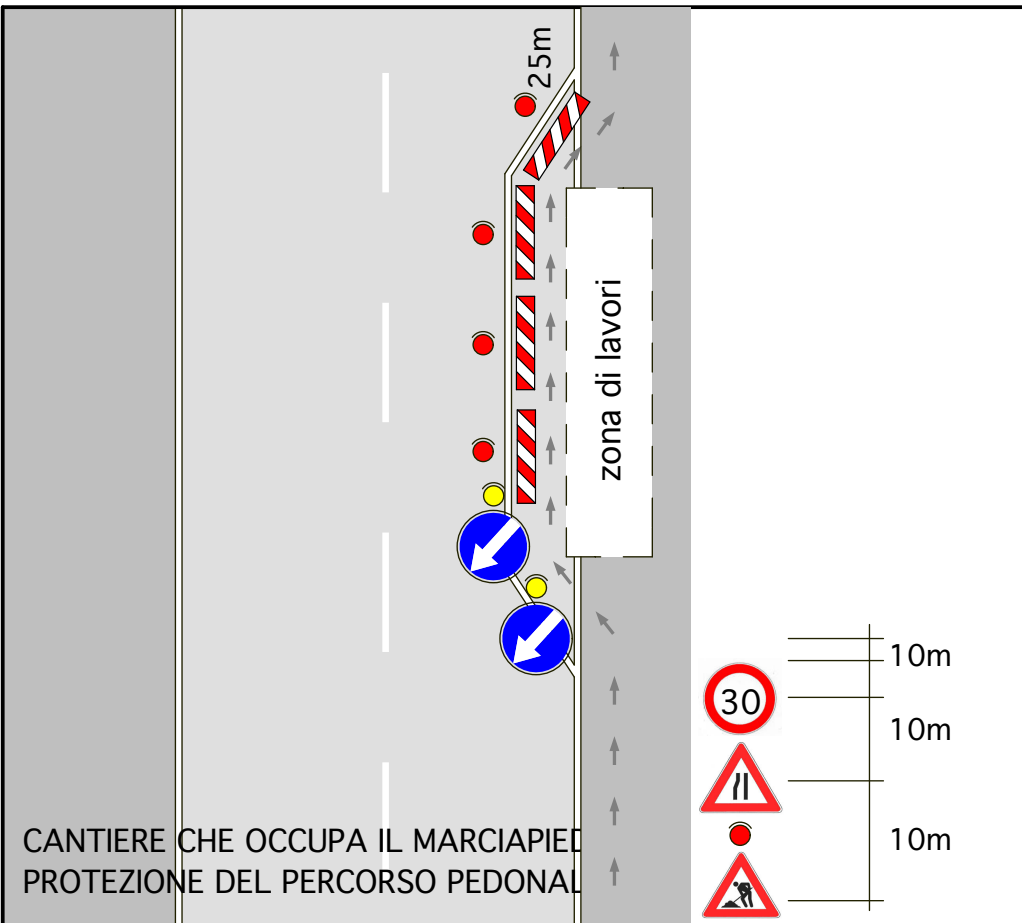 25m
zona di lavori
10m
30
10m
10m
CANTIERE CHE OCCUPA IL MARCIAPIED
PROTEZIONE DEL PERCORSO PEDONAL